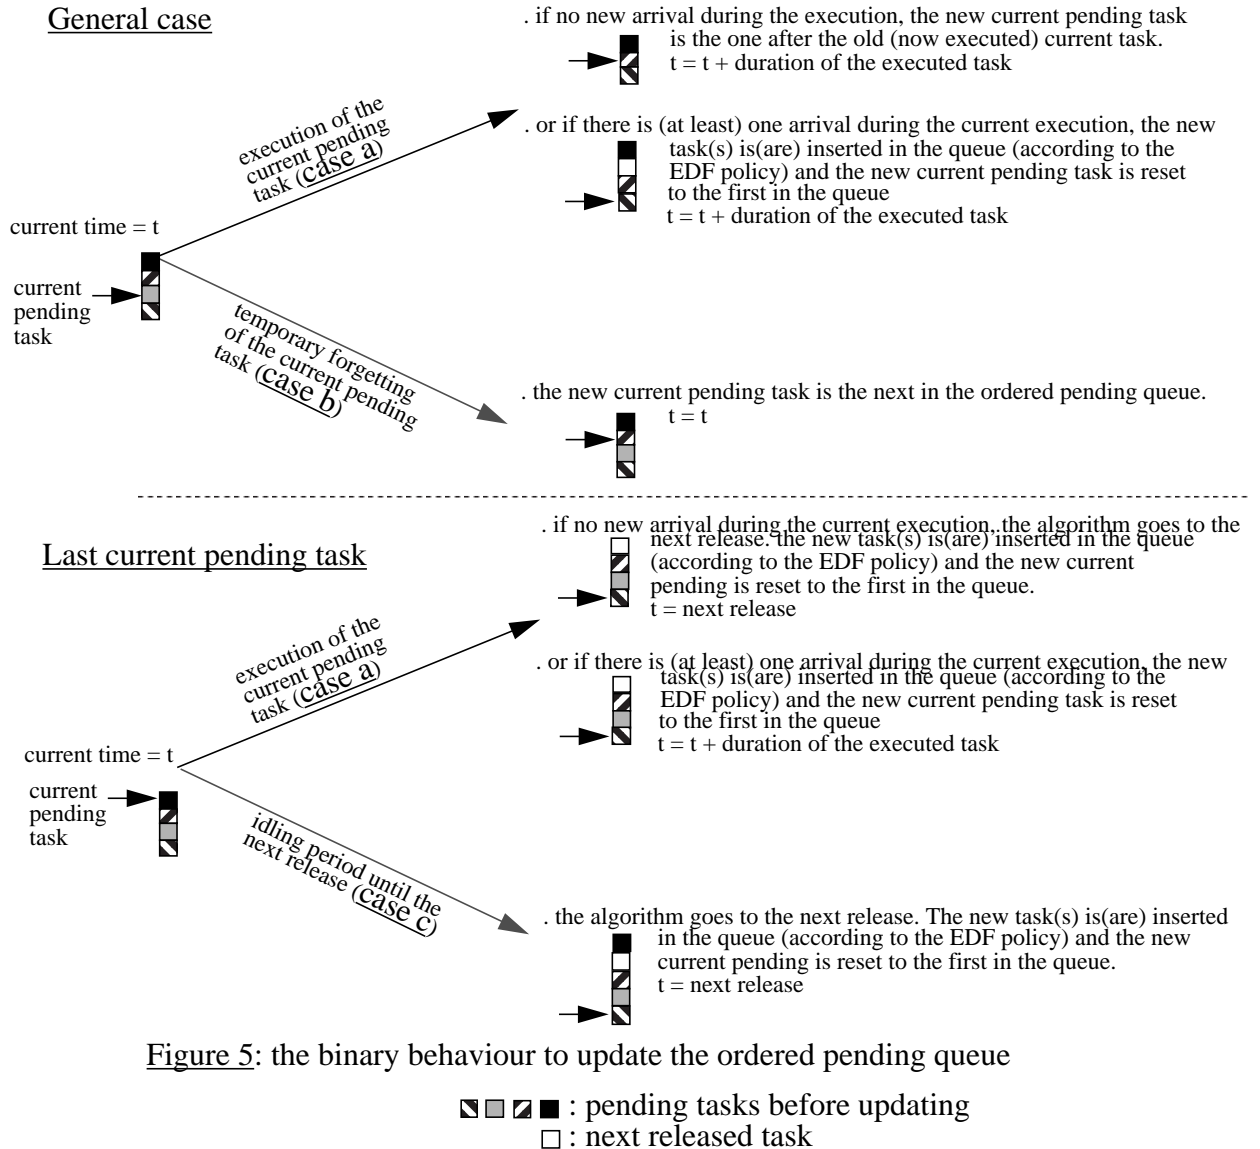 General case
. if no new arrival during the execution, the new current pending task
is the one after the old (now executed) current task.
t = t + duration of the executed task
execution of the
current pending
task (case a)
. or if there is (at least) one arrival during the current execution, the new
task(s) is(are) inserted in the queue (according to the
EDF policy) and the new current pending task is reset
to the first in the queue
t = t + duration of the executed task
current time = t
current
pending
task
temporary forgetting
of the current pending
task (case b)
. the new current pending task is the next in the ordered pending queue.
t = t
Last current pending task
. if no new arrival during the current execution, the algorithm goes to the
next release. the new task(s) is(are) inserted in the queue
(according to the EDF policy) and the new current
pending is reset to the first in the queue.
t = next release
execution of the
current pending
task (case a)
. or if there is (at least) one arrival during the current execution, the new
task(s) is(are) inserted in the queue (according to the
EDF policy) and the new current pending task is reset
to the first in the queue
t = t + duration of the executed task
current time = t
current
pending
task
idling period until the
next release (case c)
. the algorithm goes to the next release. The new task(s) is(are) inserted
in the queue (according to the EDF policy) and the new
current pending is reset to the first in the queue.
t = next release
Figure 5: the binary behaviour to update the ordered pending queue
: pending tasks before updating
: next released task